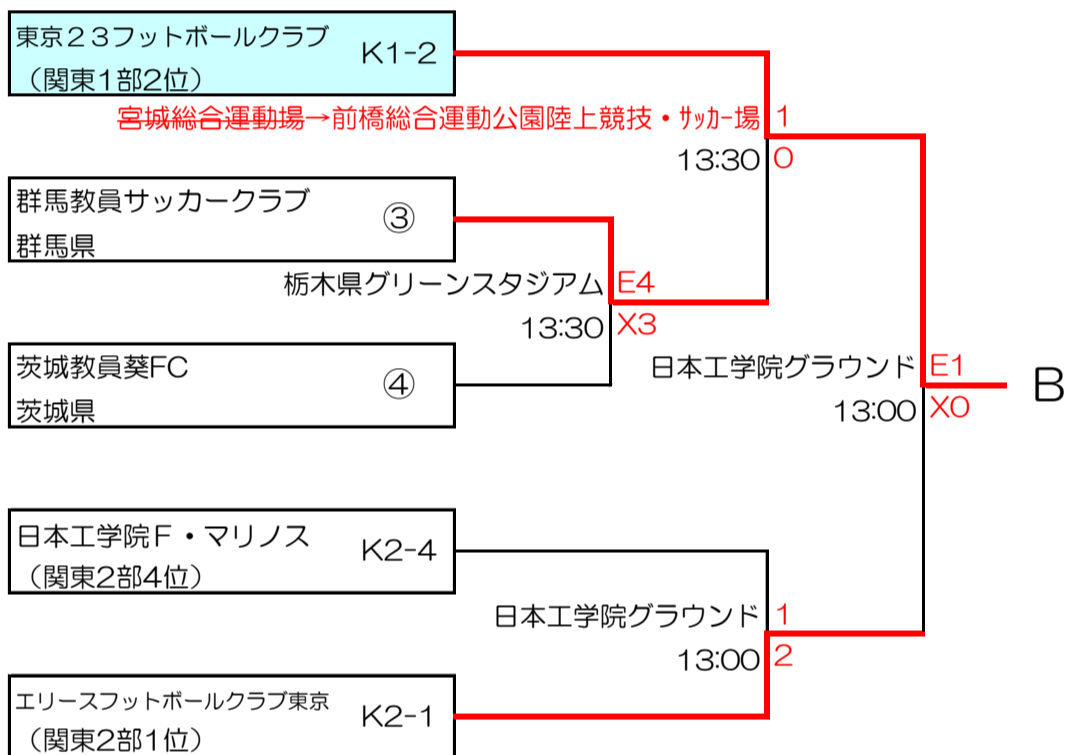 東京２３フットボールクラブ
（関東1部2位）
K1-2
宮城総合運動場→前橋総合運動公園陸上競技・ｻｯｶｰ場 1
13:30 0
群馬教員サッカークラブ
群馬県
③
栃木県グリーンスタジアム E4
13:30 X3
茨城教員葵FC
茨城県
④
日本工学院グラウンド E1
13:00 X0
B
日本工学院Ｆ・マリノス
（関東2部4位）
K2-4
日本工学院グラウンド 1
13:00 2
エリースフットボールクラブ東京
（関東2部1位）
K2-1